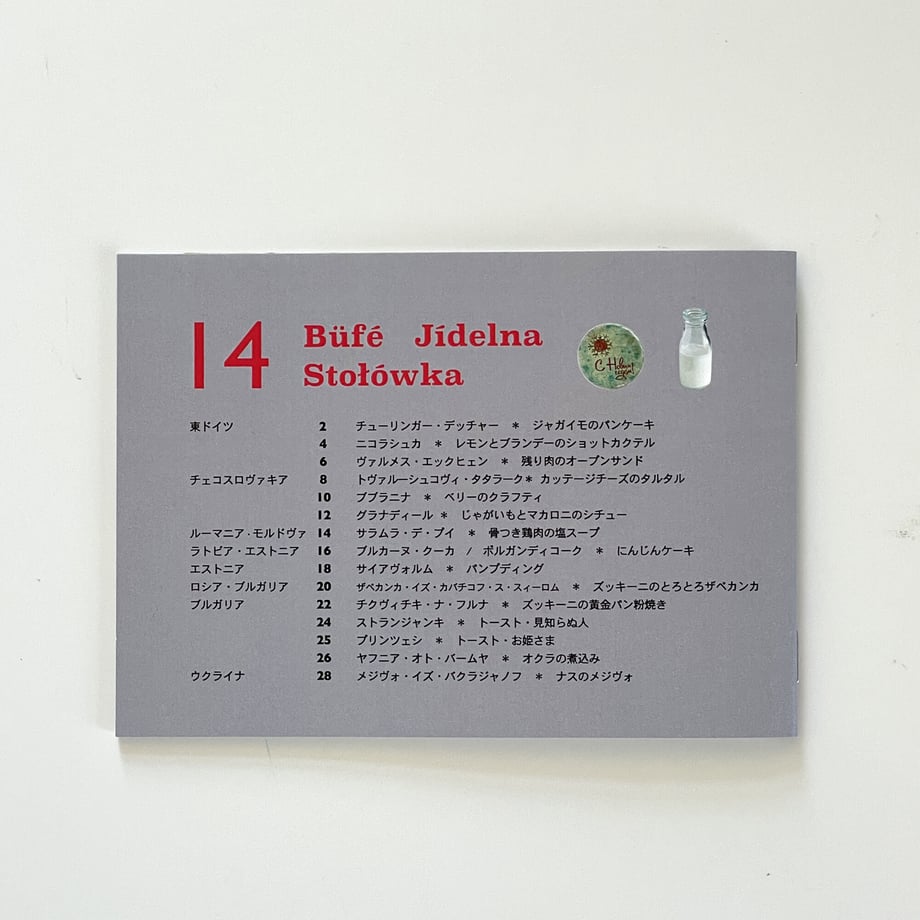 14
Büfé Jídelna
Stołówka
С Новым годом!
東ドイツ 2 チューリンガー・デッチャー ＊ ジャガイモのパンケーキ
4 ニコラシュカ ＊ レモンとブランデーのショットカクテル
6 ヴァルメス・エックヒェン ＊ 残り肉のオーブンサンド
チェコスロヴァキア 8 トヴァルーシュコヴィ・タタラーク＊ カッテージチーズのタルタル
10 ブブラニナ ＊ ベリーのクラフティ
12 グラナディール ＊ じゃがいもとマカロニのシチュー
ルーマニア・モルドヴァ 14 サラムラ・デ・プイ ＊ 骨つき鶏肉の塩スープ
ラトビア・エストニア 16 ブルカーヌ・クーカ / ポルガンディコーク ＊ にんじんケーキ
エストニア 18 サイアヴォルム ＊ パンプディング
ロシア・ブルガリア 20 ザペカンカ・イズ・カバチコフ・ス・スィーロム ＊ ズッキーニのとろとろザペカンカ
ブルガリア 22 チクヴィチキ・ナ・フルナ ＊ ズッキーニの黄金パン粉焼き
24 ストランジャンキ ＊ トースト・見知らぬ人
25 プリンツェシ ＊ トースト・お姫さま
26 ヤフニア・オト・バームヤ ＊ オクラの煮込み
ウクライナ 28 メジヴォ・イズ・バクラジャノフ ＊ ナスのメジヴォ